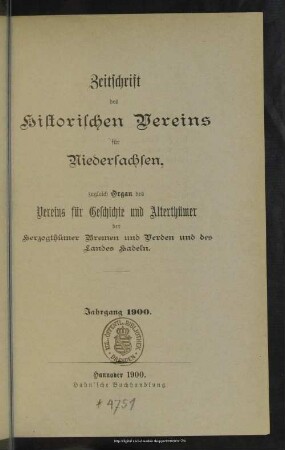 Zeitschrift
des
Historischen Vereins
für
Niedersachsen,
zugleich Organ des
Vereins für Geschichte und Alterthümer
der
Herzogthümer Bremen und Verden und des
Landes Hadeln.
Jahrgang 1900.
Hannover 1900.
Hahn'sche Buchhandlung.
# 4751